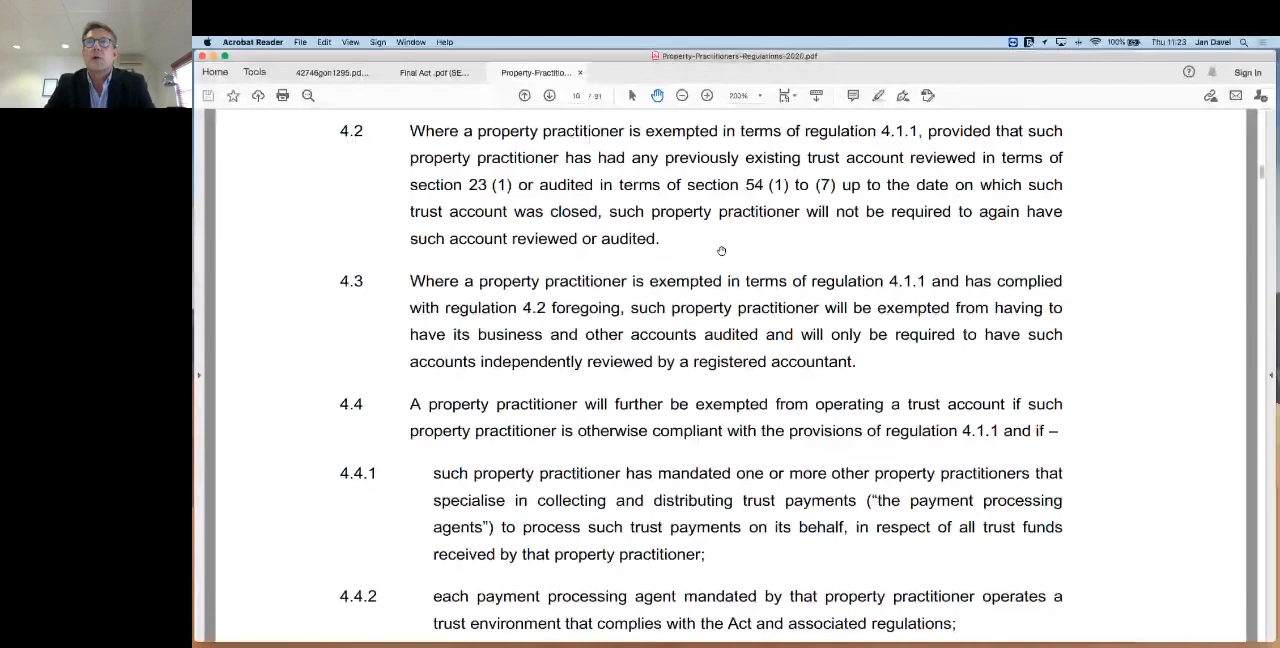 Acrobat Reader File Edit View Sign Window Help 100% Thu 11:23 Jan Davel
Property-Practitioners-Regulations-2020.pdf
Home Tools 42746gon1295.pd... Final Act .pdf (SE... Property-Practitio... × Sign In
16 / 91 200%
4.2 Where a property practitioner is exempted in terms of regulation 4.1.1, provided that such
property practitioner has had any previously existing trust account reviewed in terms of
section 23 (1) or audited in terms of section 54 (1) to (7) up to the date on which such
trust account was closed, such property practitioner will not be required to again have
such account reviewed or audited.
4.3 Where a property practitioner is exempted in terms of regulation 4.1.1 and has complied
with regulation 4.2 foregoing, such property practitioner will be exempted from having to
have its business and other accounts audited and will only be required to have such
accounts independently reviewed by a registered accountant.
4.4 A property practitioner will further be exempted from operating a trust account if such
property practitioner is otherwise compliant with the provisions of regulation 4.1.1 and if –
4.4.1 such property practitioner has mandated one or more other property practitioners that
specialise in collecting and distributing trust payments (“the payment processing
agents”) to process such trust payments on its behalf, in respect of all trust funds
received by that property practitioner;
4.4.2 each payment processing agent mandated by that property practitioner operates a
trust environment that complies with the Act and associated regulations;